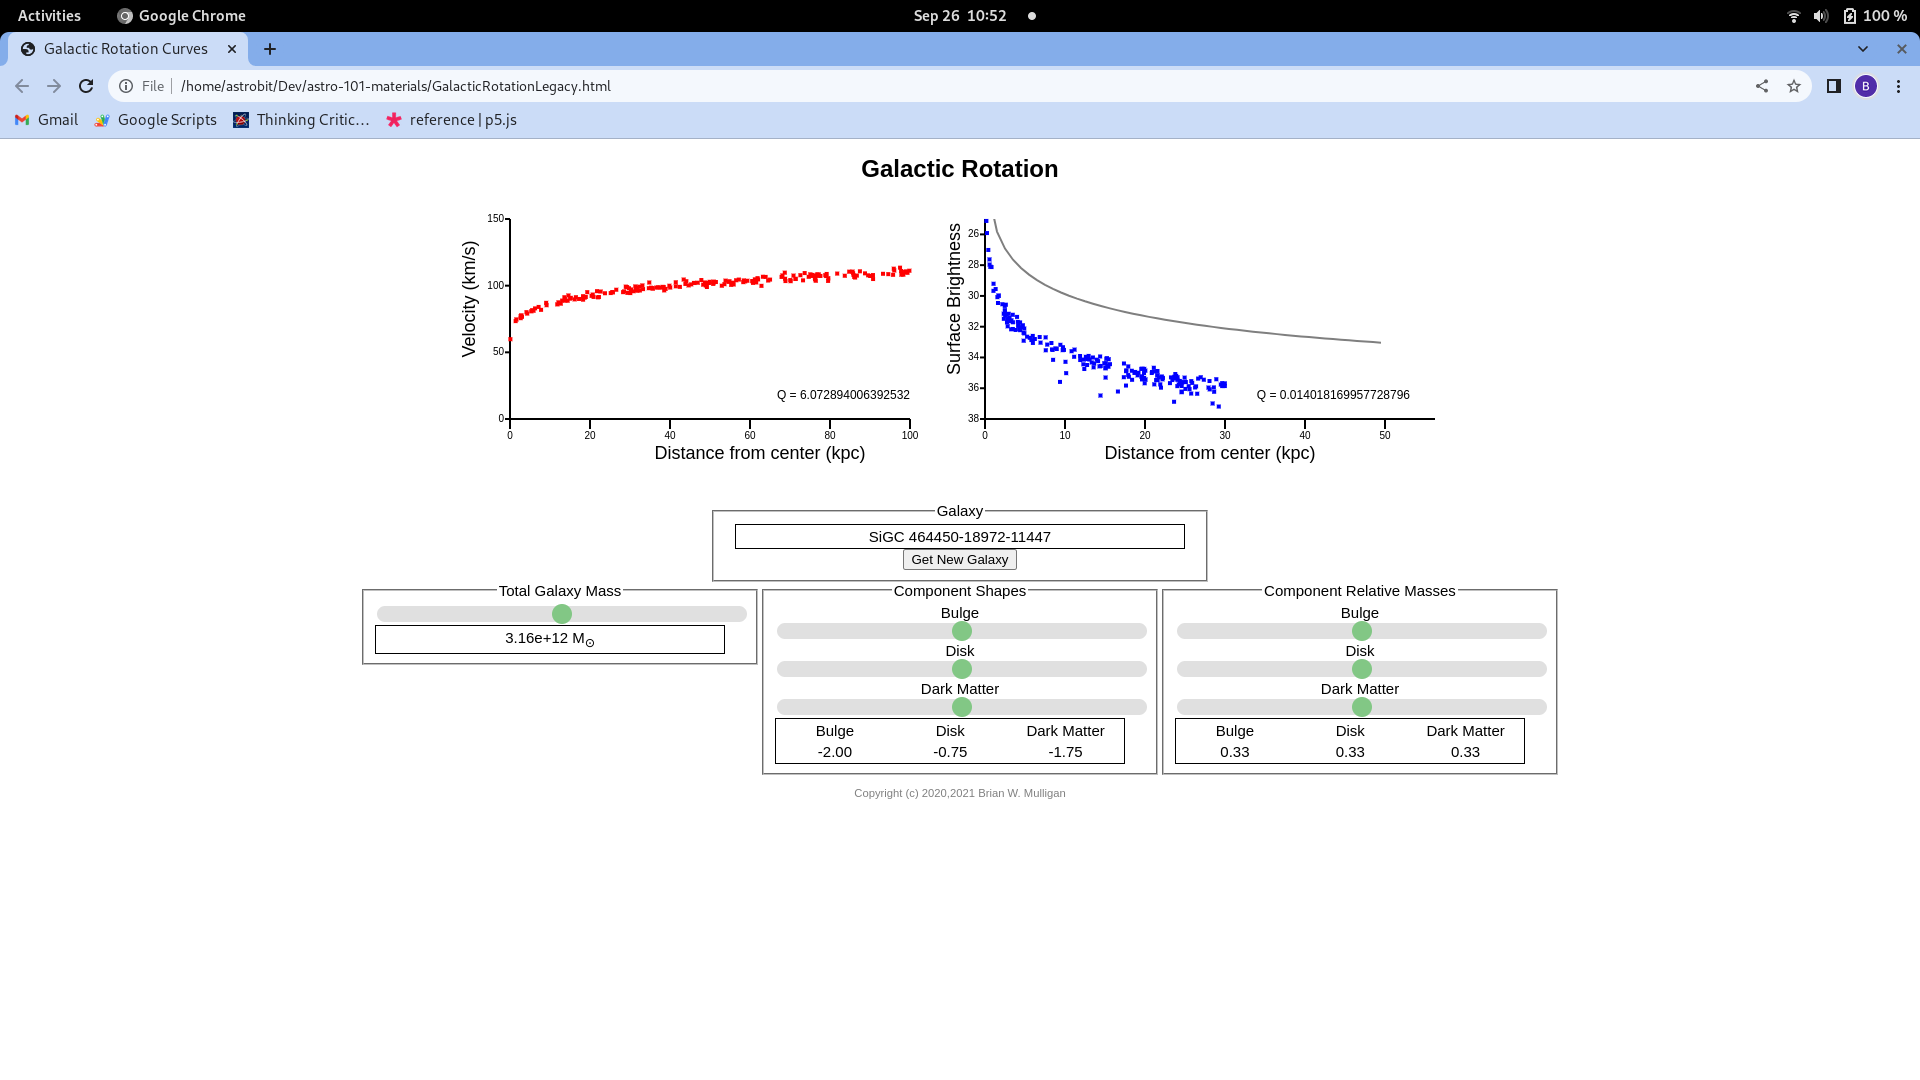 Activities Google Chrome Sep 26 10:52 100 %
Galactic Rotation Curves
File /home/astrobit/Dev/astro-101-materials/GalacticRotationLegacy.html B
Gmail Google Scripts Thinking Critic... reference | p5.js
Galactic Rotation
Velocity (km/s)
150
100
50
0
Q = 6.072894006392532
0 20 40 60 80 100
Distance from center (kpc)
Surface Brightness
26
28
30
32
34
36
38
Q = 0.014018169957728796
0 10 20 30 40 50
Distance from center (kpc)
Galaxy
SiGC 464450-18972-11447
Get New Galaxy
Total Galaxy Mass
3.16e+12 M⊙
Component Shapes
Bulge
Disk
Dark Matter
Bulge Disk Dark Matter
-2.00 -0.75 -1.75
Component Relative Masses
Bulge
Disk
Dark Matter
Bulge Disk Dark Matter
0.33 0.33 0.33
Copyright (c) 2020,2021 Brian W. Mulligan